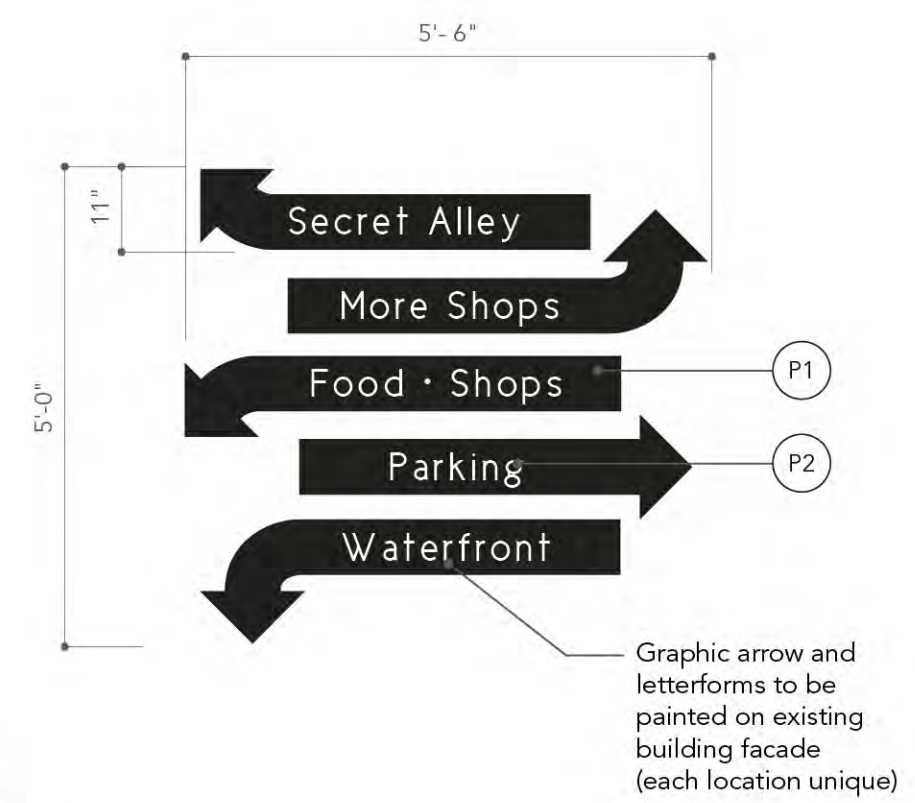 5'- 6"
11"
Secret Alley
More Shops
5'-0"
Food · Shops
P1
Parking
P2
Waterfront
Graphic arrow and
letterforms to be
painted on existing
building facade
(each location unique)